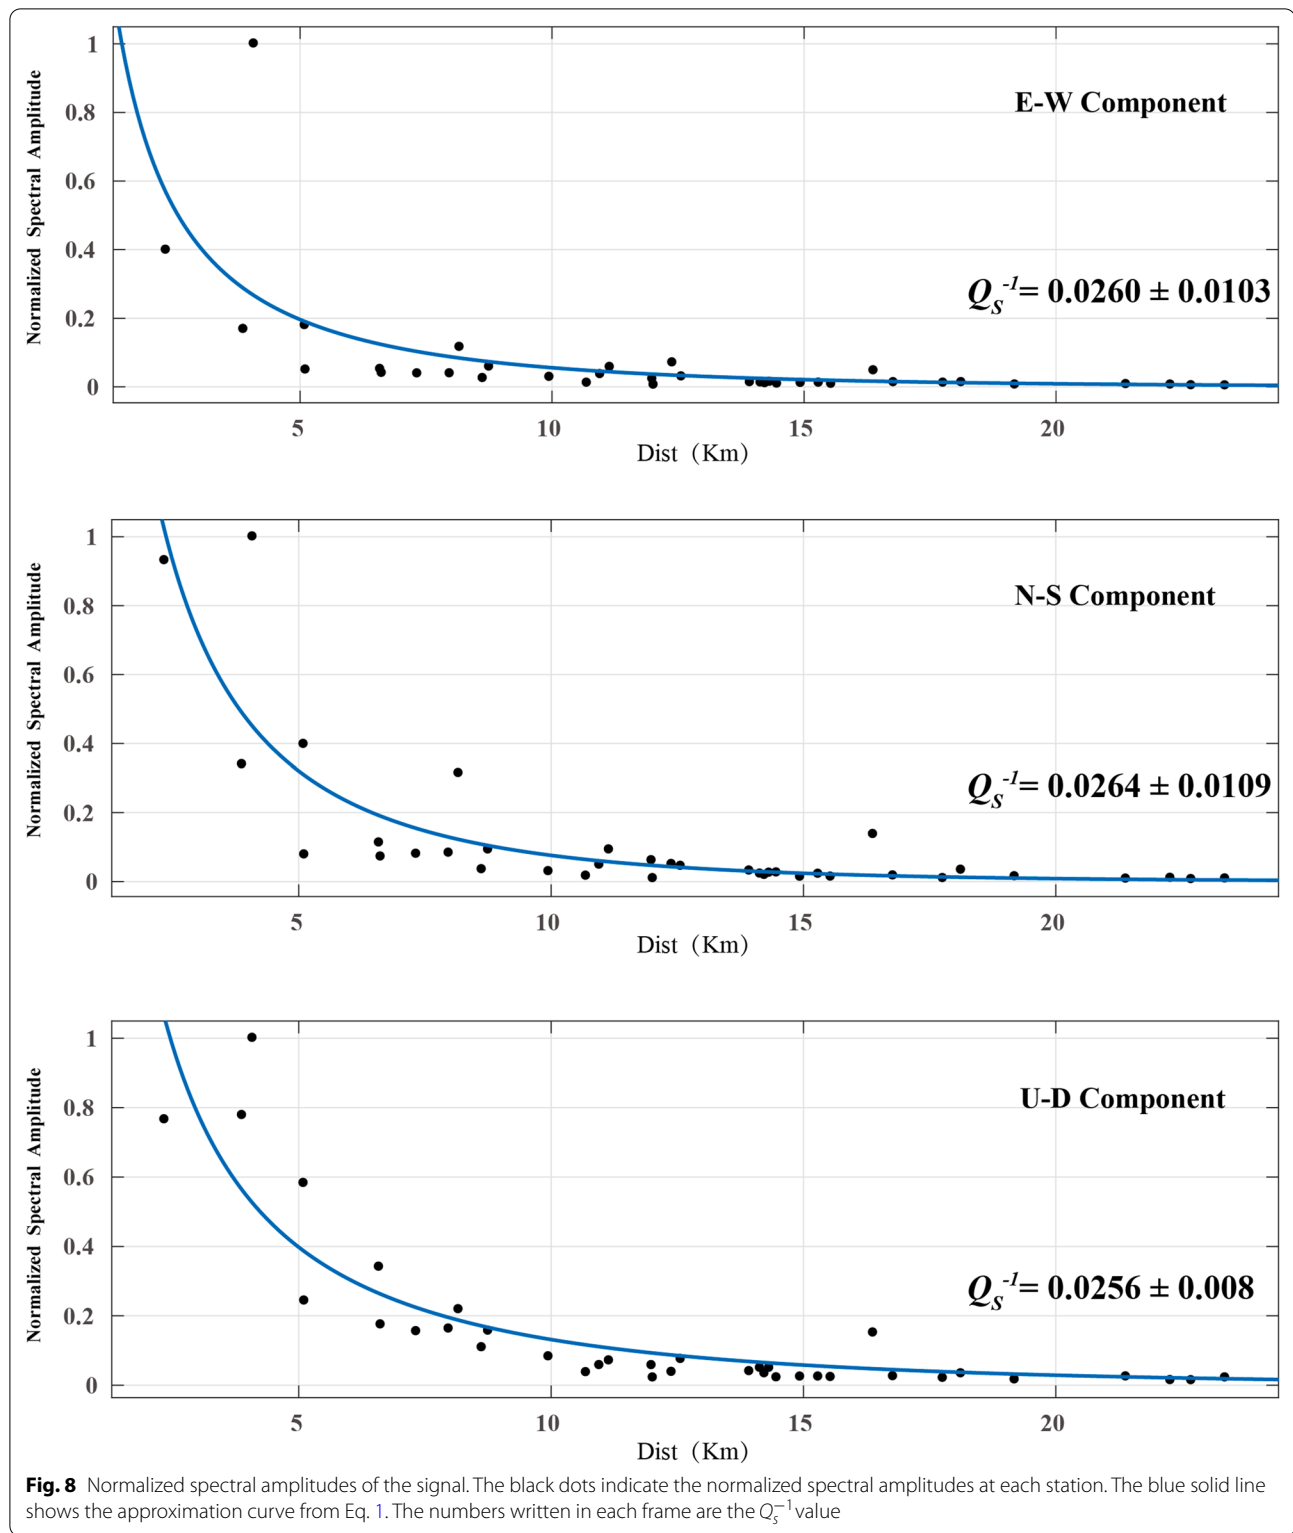 Normalized Spectral Amplitude
1
0.8
0.6
0.4
0.2
0
E-W Component
Qs-1= 0.0260 ± 0.0103
5 10 15 20
Dist (Km)
Normalized Spectral Amplitude
1
0.8
0.6
0.4
0.2
0
N-S Component
Qs-1= 0.0264 ± 0.0109
5 10 15 20
Dist (Km)
Normalized Spectral Amplitude
1
0.8
0.6
0.4
0.2
0
U-D Component
Qs-1= 0.0256 ± 0.008
5 10 15 20
Dist (Km)
Fig. 8 Normalized spectral amplitudes of the signal. The black dots indicate the normalized spectral amplitudes at each station. The blue solid line
shows the approximation curve from Eq. 1. The numbers written in each frame are the Qs−1 value